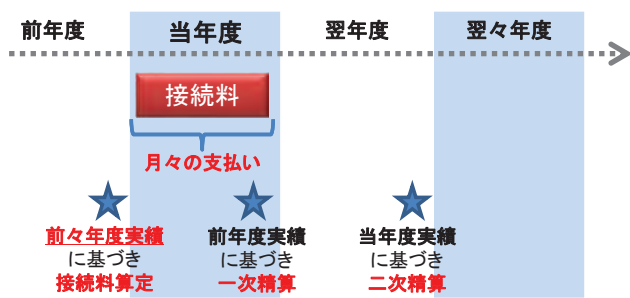 前年度
当年度
翌年度
翌々年度
接続料
月々の支払い
前々年度実績
に基づき
接続料算定
前年度実績
に基づき
一次精算
当年度実績
に基づき
二次精算